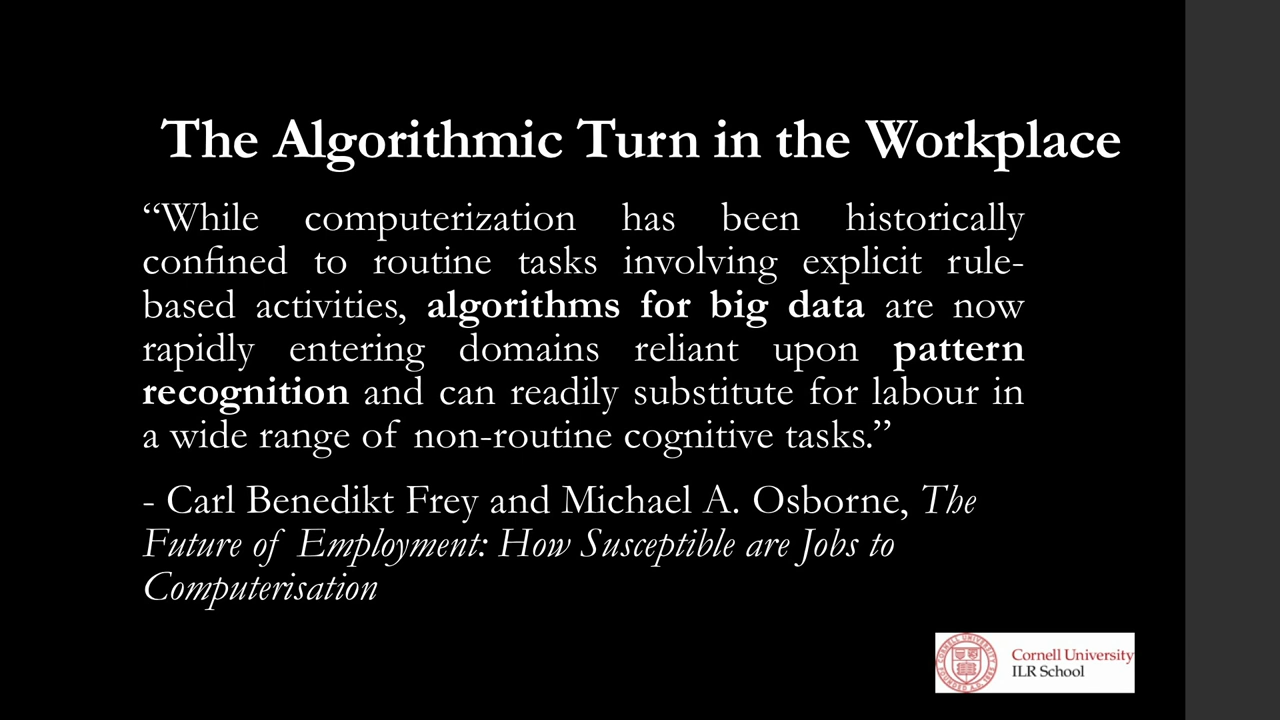 The Algorithmic Turn in the Workplace
“While computerization has been historically
confined to routine tasks involving explicit rule-
based activities, algorithms for big data are now
rapidly entering domains reliant upon pattern
recognition and can readily substitute for labour in
a wide range of non-routine cognitive tasks.”
- Carl Benedikt Frey and Michael A. Osborne, The
Future of Employment: How Susceptible are Jobs to
Computerisation
Cornell University
ILR School